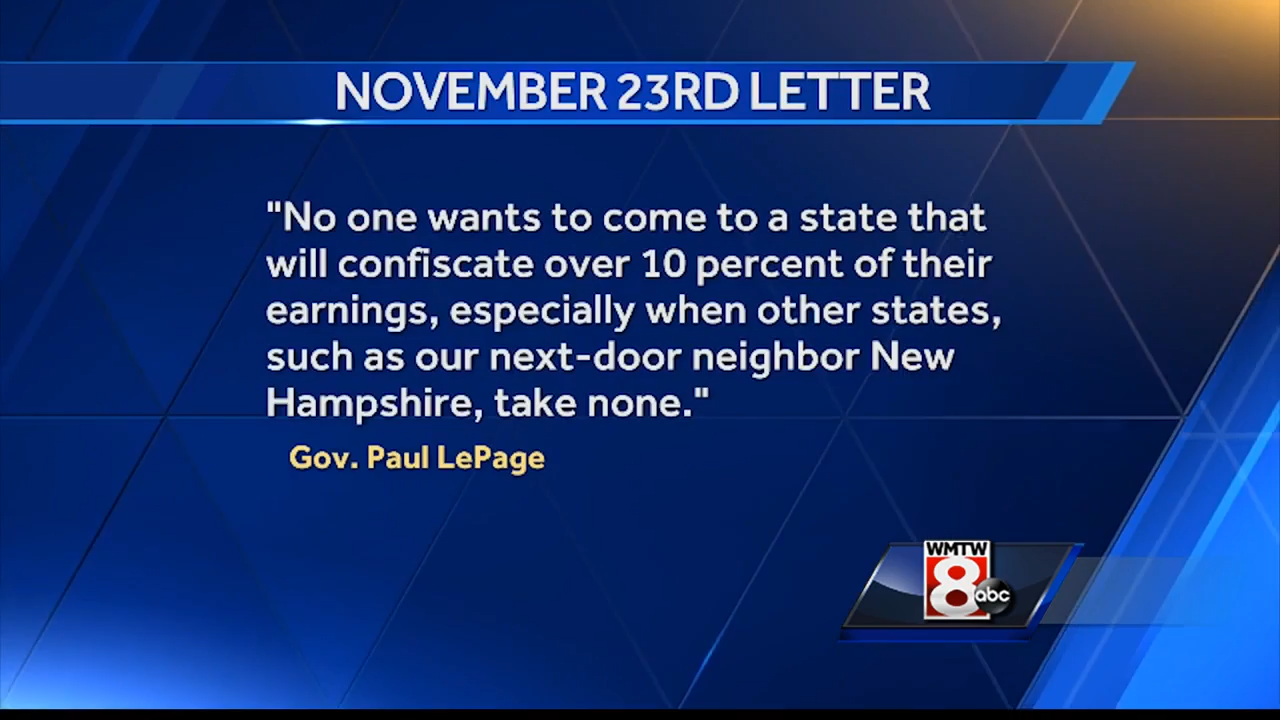 NOVEMBER 23RD LETTER
"No one wants to come to a state that
will confiscate over 10 percent of their
earnings, especially when other states,
such as our next-door neighbor New
Hampshire, take none."
Gov. Paul LePage
WMTW
8
abc